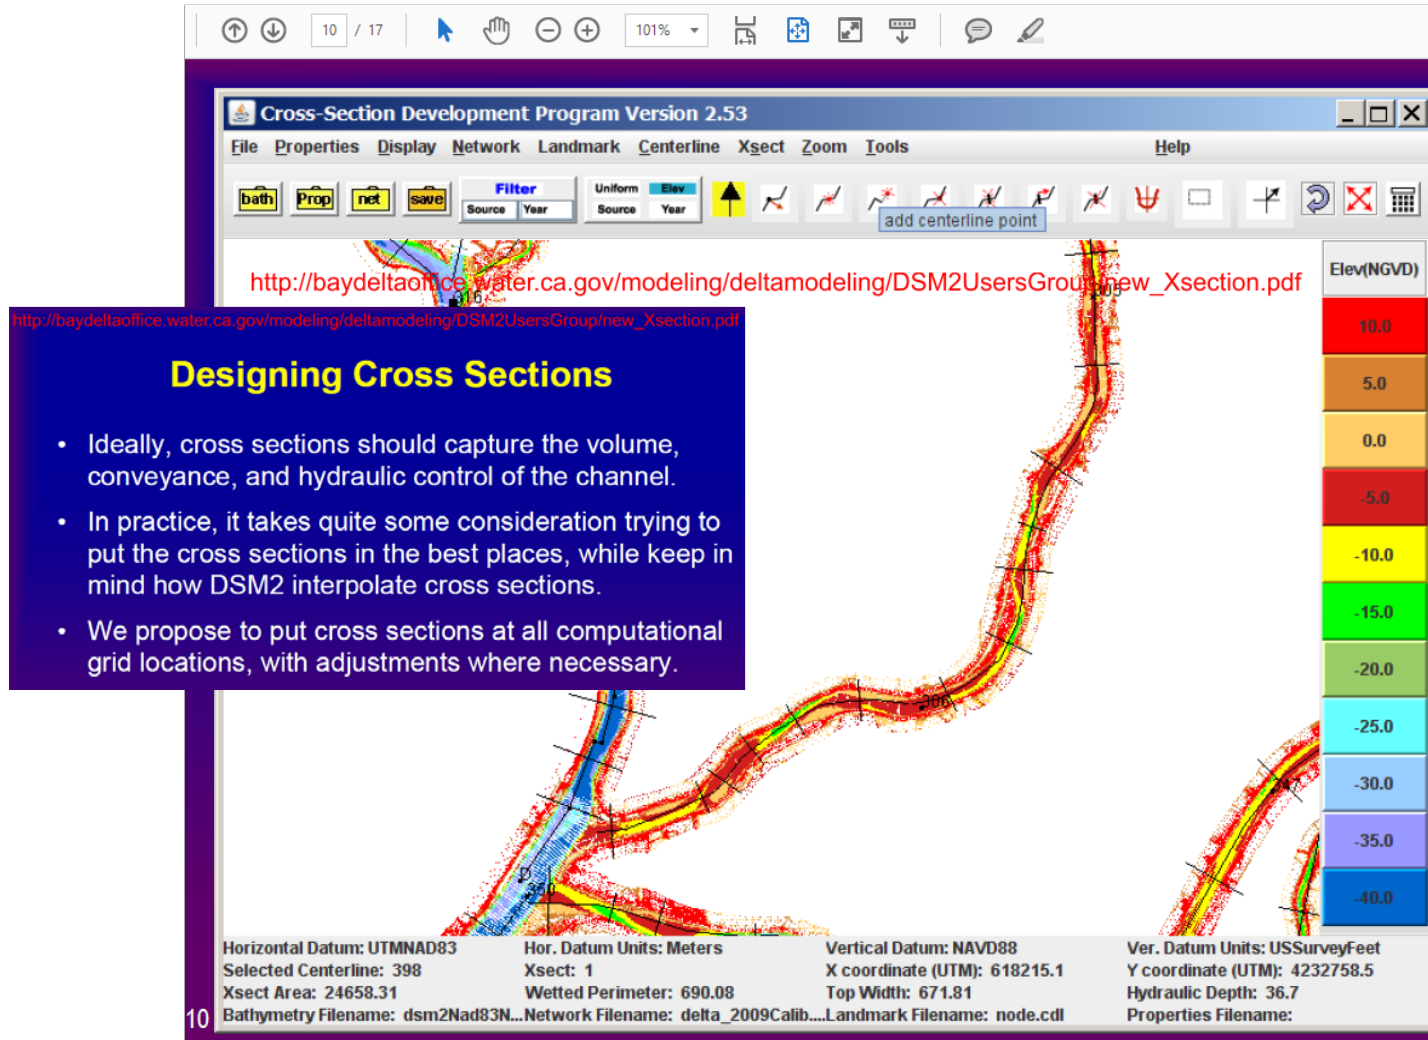 10 / 17
101%
Cross-Section Development Program Version 2.53
File Properties Display Network Landmark Centerline Xsect Zoom Tools Help
bath Prop net save
Filter
Source Year
Uniform Elev
Source Year
add centerline point
http://baydeltaoffice.water.ca.gov/modeling/deltamodeling/DSM2UsersGroup/new_Xsection.pdf
Elev(NGVD)
10.0
5.0
0.0
-5.0
-10.0
-15.0
-20.0
-25.0
-30.0
-35.0
-40.0
316
305
306
347
350
http://baydeltaoffice.water.ca.gov/modeling/deltamodeling/DSM2UsersGroup/new_Xsection.pdf
Designing Cross Sections
• Ideally, cross sections should capture the volume,
conveyance, and hydraulic control of the channel.
• In practice, it takes quite some consideration trying to
put the cross sections in the best places, while keep in
mind how DSM2 interpolate cross sections.
• We propose to put cross sections at all computational
grid locations, with adjustments where necessary.
Horizontal Datum: UTMNAD83 Hor. Datum Units: Meters Vertical Datum: NAVD88 Ver. Datum Units: USSurveyFeet
Selected Centerline: 398 Xsect: 1 X coordinate (UTM): 618215.1 Y coordinate (UTM): 4232758.5
Xsect Area: 24658.31 Wetted Perimeter: 690.08 Top Width: 671.81 Hydraulic Depth: 36.7
Bathymetry Filename: dsm2Nad83N... Network Filename: delta_2009Calib.... Landmark Filename: node.cdl Properties Filename:
10